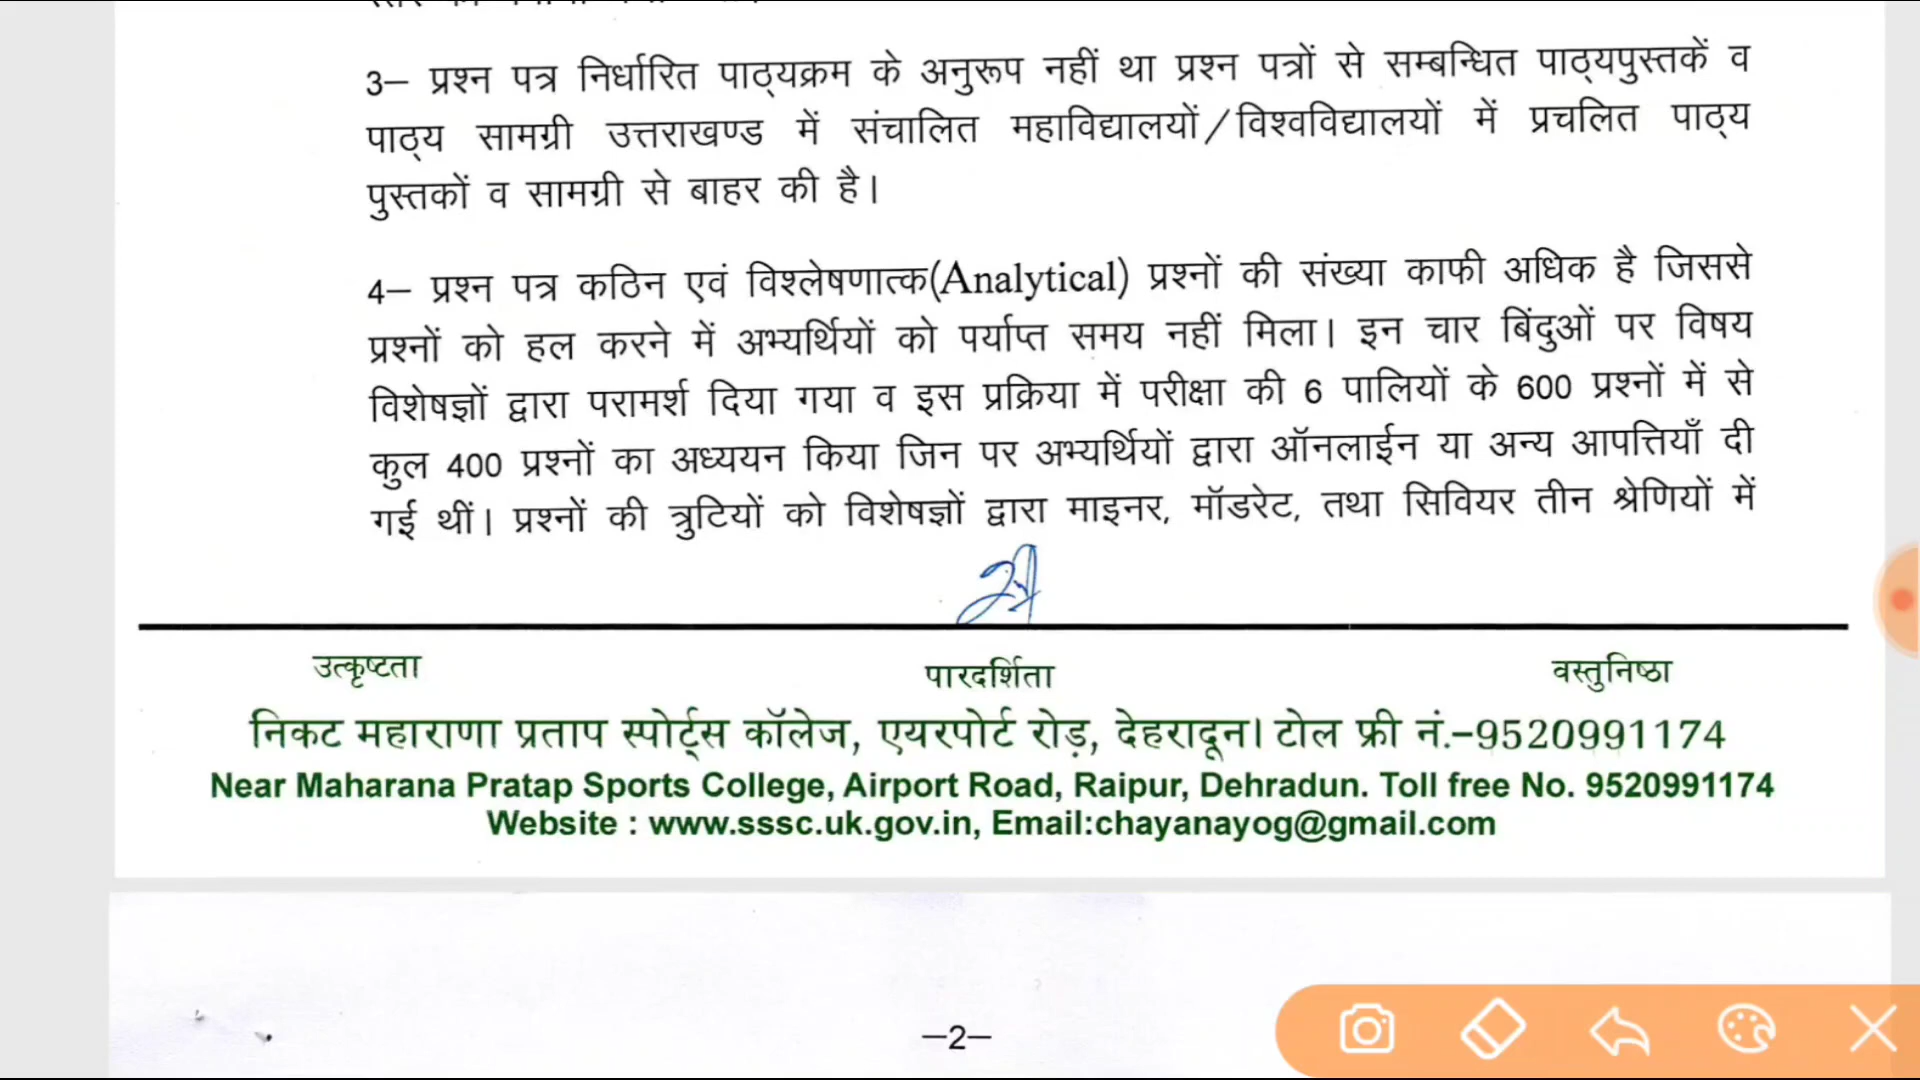 3– प्रश्न पत्र निर्धारित पाठ्यक्रम के अनुरूप नहीं था प्रश्न पत्रों से सम्बन्धित पाठ्यपुस्तकें व
पाठ्य सामग्री उत्तराखण्ड में संचालित महाविद्यालयों/विश्वविद्यालयों में प्रचलित पाठ्य
पुस्तकों व सामग्री से बाहर की है।
4– प्रश्न पत्र कठिन एवं विश्लेषणात्क(Analytical) प्रश्नों की संख्या काफी अधिक है जिससे
प्रश्नों को हल करने में अभ्यर्थियों को पर्याप्त समय नहीं मिला। इन चार बिंदुओं पर विषय
विशेषज्ञों द्वारा परामर्श दिया गया व इस प्रक्रिया में परीक्षा की 6 पालियों के 600 प्रश्नों में से
कुल 400 प्रश्नों का अध्ययन किया जिन पर अभ्यर्थियों द्वारा ऑनलाईन या अन्य आपत्तियाँ दी
गई थीं। प्रश्नों की त्रुटियों को विशेषज्ञों द्वारा माइनर, मॉडरेट, तथा सिवियर तीन श्रेणियों में
उत्कृष्टता पारदर्शिता वस्तुनिष्ठा
निकट महाराणा प्रताप स्पोर्ट्स कॉलेज, एयरपोर्ट रोड़, देहरादून। टोल फ्री नं.–9520991174
Near Maharana Pratap Sports College, Airport Road, Raipur, Dehradun. Toll free No. 9520991174
Website : www.sssc.uk.gov.in, Email:chayanayog@gmail.com
–2–